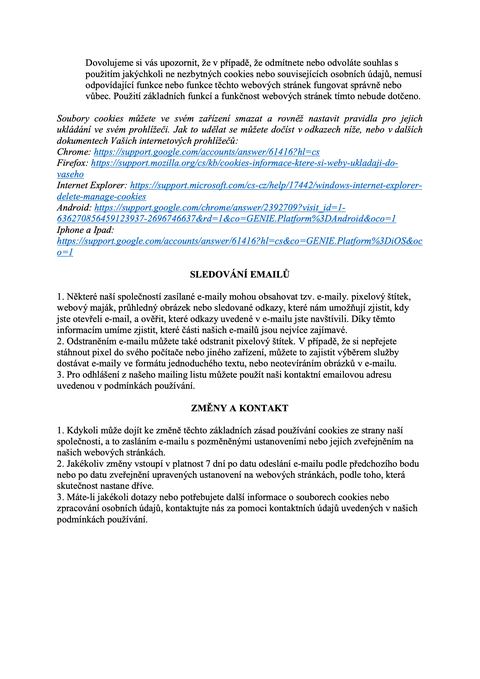 Dovolujeme si vás upozornit, že v případě, že odmítnete nebo odvoláte souhlas s
použitím jakýchkoli ne nezbytných cookies nebo souvisejících osobních údajů, nemusí
odpovídající funkce nebo funkce těchto webových stránek fungovat správně nebo
vůbec. Použití základních funkcí a funkčnost webových stránek tímto nebude dotčeno.
Soubory cookies můžete ve svém zařízení smazat a rovněž nastavit pravidla pro jejich
ukládání ve svém prohlížeči. Jak to udělat se můžete dočíst v odkazech níže, nebo v dalších
dokumentech Vašich internetových prohlížečů:
Chrome: https://support.google.com/accounts/answer/61416?hl=cs
Firefox: https://support.mozilla.org/cs/kb/cookies-informace-ktere-si-weby-ukladaji-do-
vaseho
Internet Explorer: https://support.microsoft.com/cs-cz/help/17442/windows-internet-explorer-
delete-manage-cookies
Android: https://support.google.com/chrome/answer/2392709?visit_id=1-
636270856459123937-2696746637&rd=1&co=GENIE.Platform%3DAndroid&oco=1
Iphone a Ipad:
https://support.google.com/accounts/answer/61416?hl=cs&co=GENIE.Platform%3DiOS&oc
o=1
SLEDOVÁNÍ EMAILŮ
1. Některé naší společností zasílané e-maily mohou obsahovat tzv. e-maily. pixelový štítek,
webový maják, průhledný obrázek nebo sledované odkazy, které nám umožňují zjistit, kdy
jste otevřeli e-mail, a ověřit, které odkazy uvedené v e-mailu jste navštívili. Díky těmto
informacím umíme zjistit, které části našich e-mailů jsou nejvíce zajímavé.
2. Odstraněním e-mailu můžete také odstranit pixelový štítek. V případě, že si nepřejete
stáhnout pixel do svého počítače nebo jiného zařízení, můžete to zajistit výběrem služby
dostávat e-maily ve formátu jednoduchého textu, nebo neotevíráním obrázků v e-mailu.
3. Pro odhlášení z našeho mailing listu můžete použít naši kontaktní emailovou adresu
uvedenou v podmínkách používání.
ZMĚNY A KONTAKT
1. Kdykoli může dojít ke změně těchto základních zásad používání cookies ze strany naší
společnosti, a to zasláním e-mailu s pozměněnými ustanoveními nebo jejich zveřejněním na
našich webových stránkách.
2. Jakékoliv změny vstoupí v platnost 7 dní po datu odeslání e-mailu podle předchozího bodu
nebo po datu zveřejnění upravených ustanovení na webových stránkách, podle toho, která
skutečnost nastane dříve.
3. Máte-li jakékoli dotazy nebo potřebujete další informace o souborech cookies nebo
zpracování osobních údajů, kontaktujte nás za pomoci kontaktních údajů uvedených v našich
podmínkách používání.